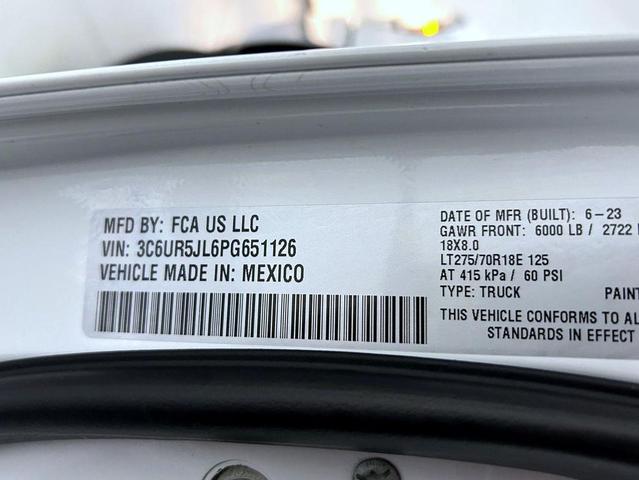 MFD BY: FCA US LLC
VIN: 3C6UR5JL6PG651126
VEHICLE MADE IN: MEXICO
DATE OF MFR (BUILT): 6-23
GAWR FRONT: 6000 LB / 2722
18X8.0
LT275/70R18E 125
AT 415 kPa / 60 PSI
TYPE: TRUCK PAIN
THIS VEHICLE CONFORMS TO AL
STANDARDS IN EFFECT